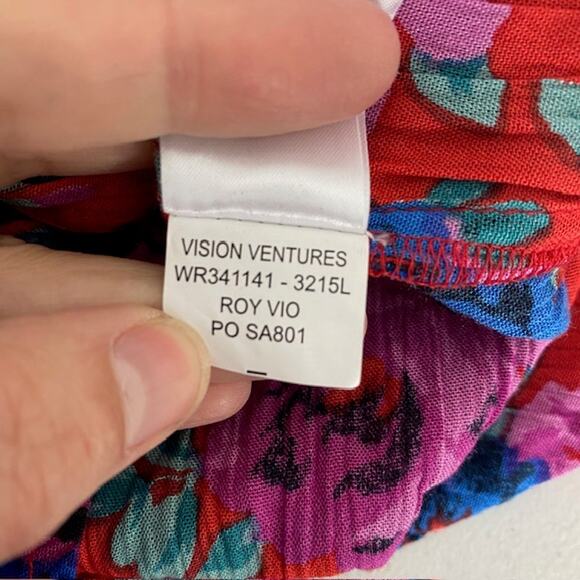 VISION VENTURES
WR341141 - 3215L
ROY VIO
PO SA801